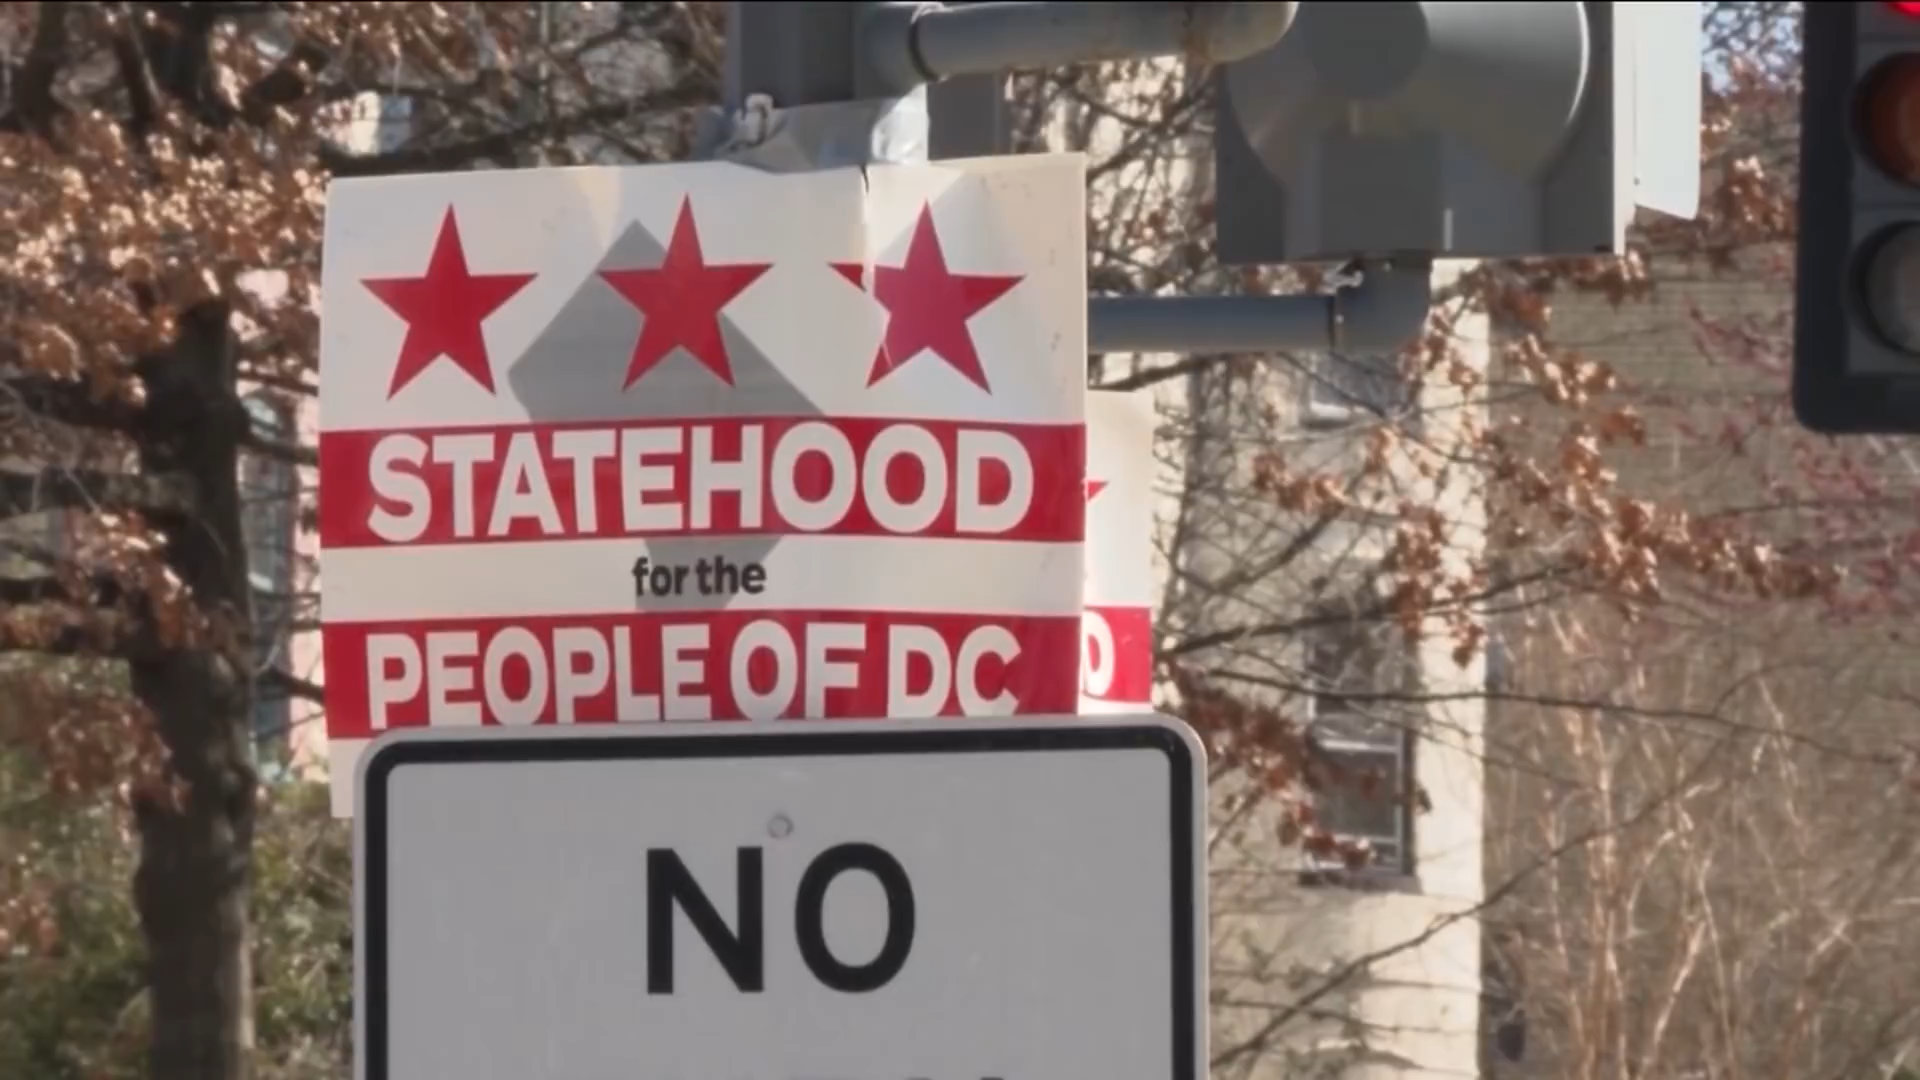 STATEHOOD
for the
PEOPLE OF DC
NO